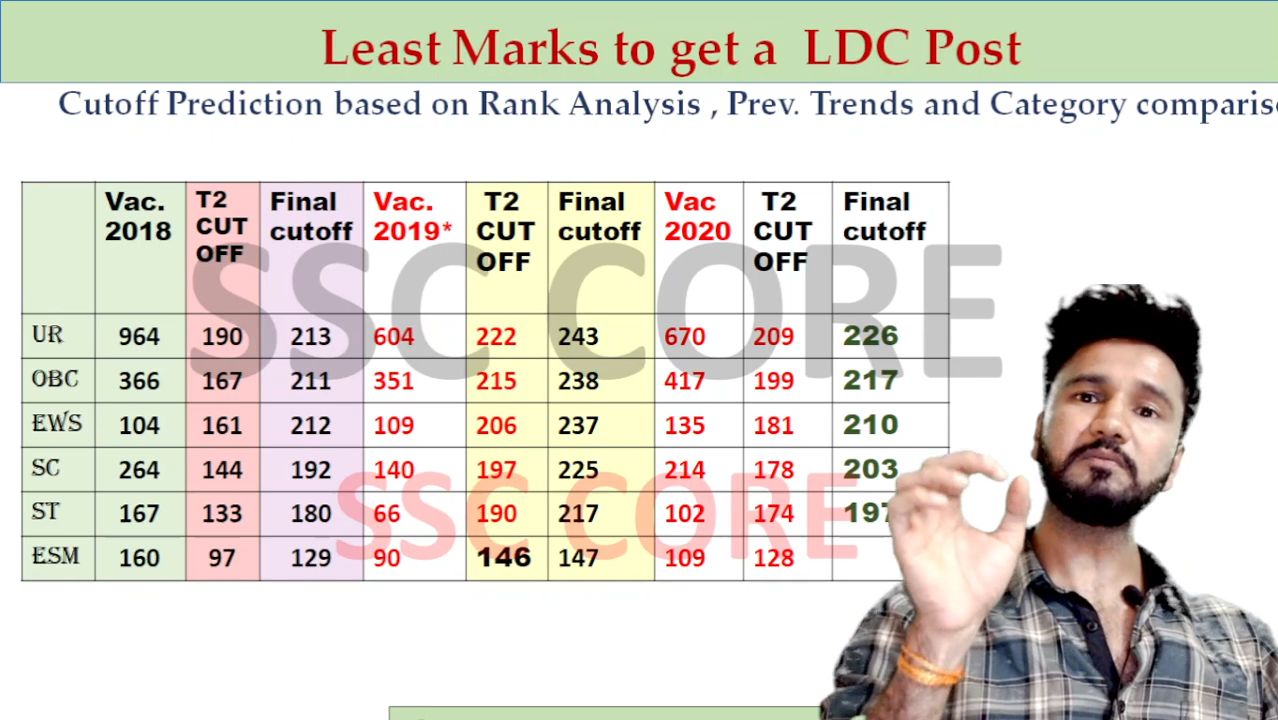 Least Marks to get a LDC Post
Cutoff Prediction based on Rank Analysis , Prev. Trends and Category
Vac. 2018 T2 CUT OFF Final cutoff Vac. 2019* T2 CUT OFF Final cutoff Vac 2020 T2 CUT OFF Final cutoff
SSC CORE
UR 964 190 213 604 222 243 670 209 226
OBC 366 167 211 351 215 238 417 199 217
EWS 104 161 212 109 206 237 135 181 210
SC 264 144 192 140 197 225 214 178 203
SSC CORE
ST 167 133 180 66 190 217 102 174 197
ESM 160 97 129 90 146 147 109 128